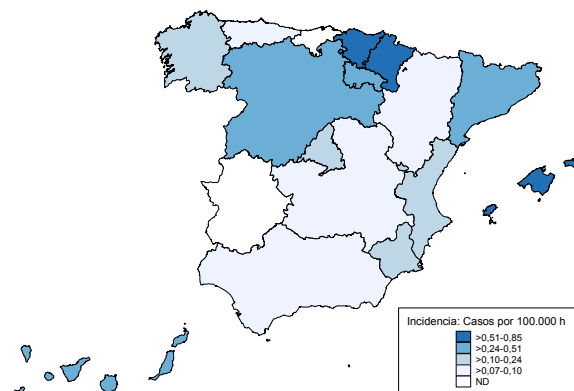 Incidencia: Casos por 100.000 h
>0,51-0,85
>0,24-0,51
>0,10-0,24
>0,07-0,10
ND